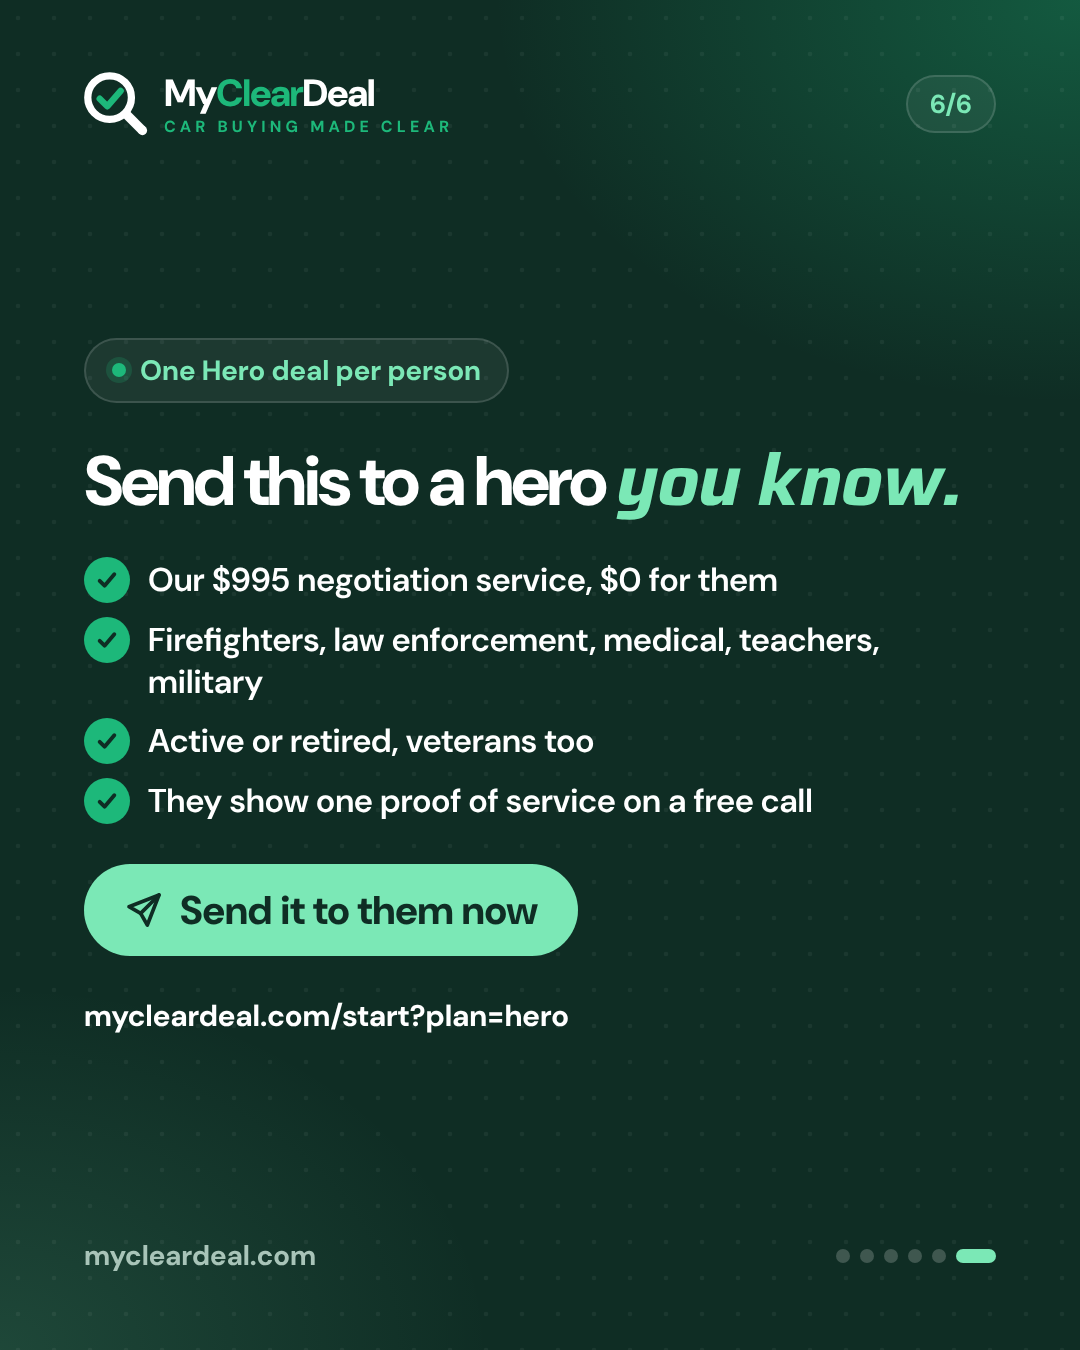 MyClearDeal
CAR BUYING MADE CLEAR
6/6
One Hero deal per person
Send this to a hero you know.
Our $995 negotiation service, $0 for them
Firefighters, law enforcement, medical, teachers,
military
Active or retired, veterans too
They show one proof of service on a free call
Send it to them now
mycleardeal.com/start?plan=hero
mycleardeal.com